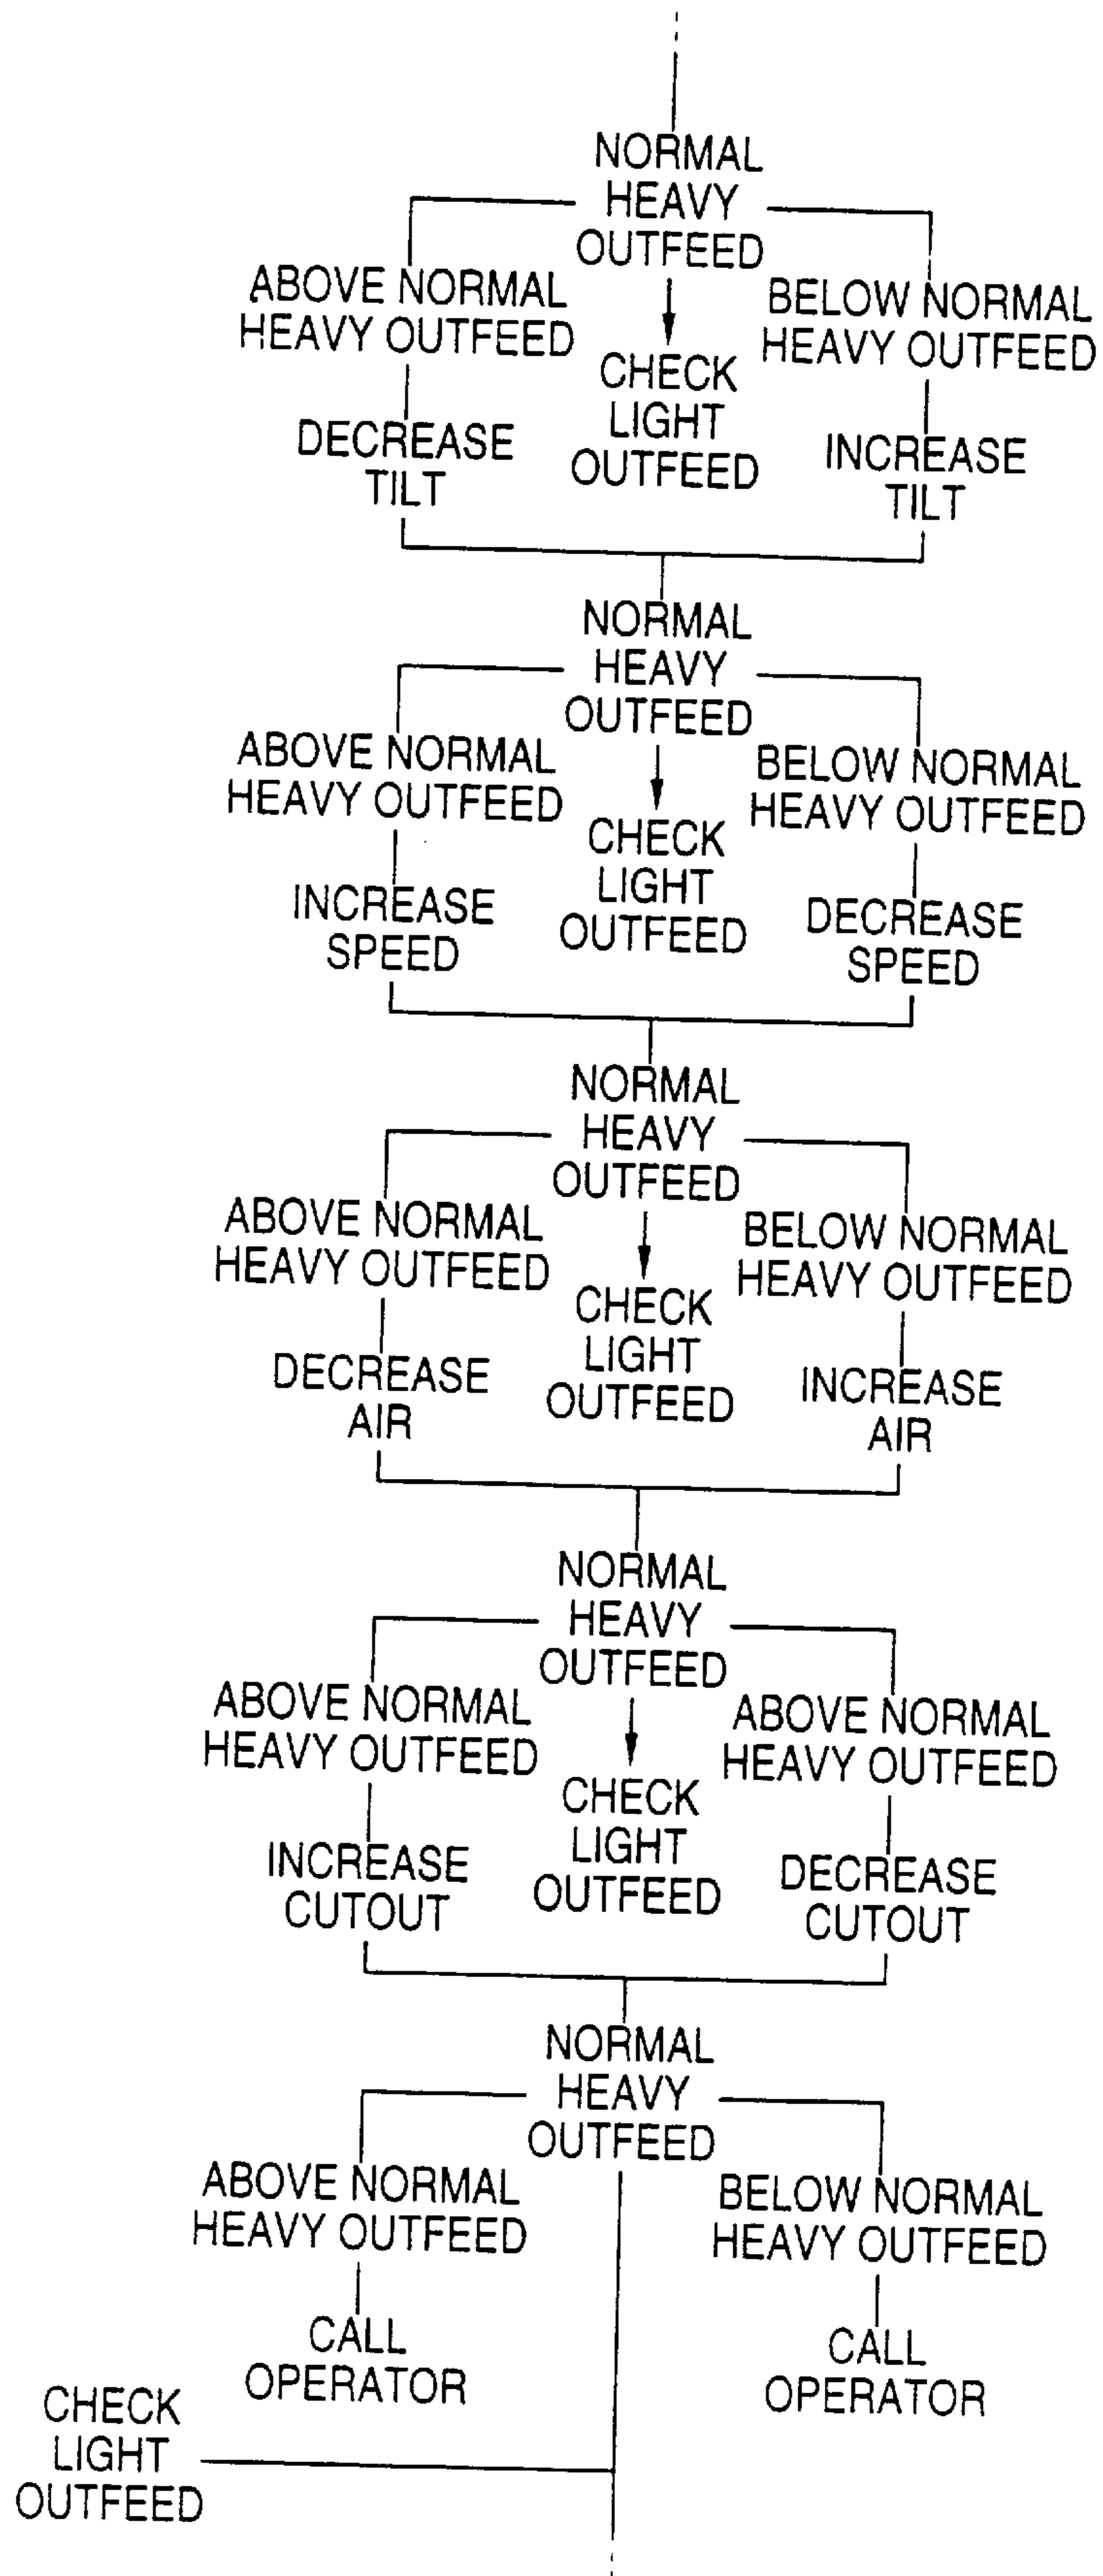 NORMAL
HEAVY
OUTFEED
ABOVE NORMAL
HEAVY OUTFEED
DECREASE
TILT
CHECK
LIGHT
OUTFEED
BELOW NORMAL
HEAVY OUTFEED
INCREASE
TILT
NORMAL
HEAVY
OUTFEED
ABOVE NORMAL
HEAVY OUTFEED
INCREASE
SPEED
CHECK
LIGHT
OUTFEED
BELOW NORMAL
HEAVY OUTFEED
DECREASE
SPEED
NORMAL
HEAVY
OUTFEED
ABOVE NORMAL
HEAVY OUTFEED
DECREASE
AIR
CHECK
LIGHT
OUTFEED
BELOW NORMAL
HEAVY OUTFEED
INCREASE
AIR
NORMAL
HEAVY
OUTFEED
ABOVE NORMAL
HEAVY OUTFEED
INCREASE
CUTOUT
CHECK
LIGHT
OUTFEED
ABOVE NORMAL
HEAVY OUTFEED
DECREASE
CUTOUT
NORMAL
HEAVY
OUTFEED
ABOVE NORMAL
HEAVY OUTFEED
CALL
OPERATOR
BELOW NORMAL
HEAVY OUTFEED
CALL
OPERATOR
CHECK
LIGHT
OUTFEED